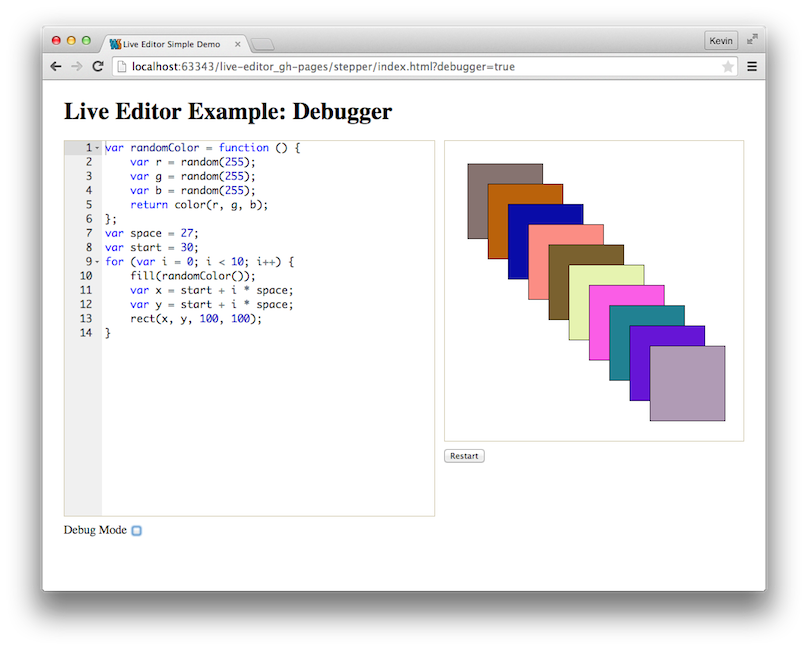 Live Editor Simple Demo
Kevin
localhost:63343/live-editor_gh-pages/stepper/index.html?debugger=true
Live Editor Example: Debugger
1 var randomColor = function () {
2     var r = random(255);
3     var g = random(255);
4     var b = random(255);
5     return color(r, g, b);
6 };
7 var space = 27;
8 var start = 30;
9 for (var i = 0; i < 10; i++) {
10     fill(randomColor());
11     var x = start + i * space;
12     var y = start + i * space;
13     rect(x, y, 100, 100);
14 }
Restart
Debug Mode